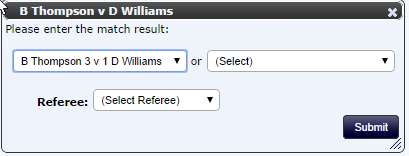 B Thompson v D Williams
Please enter the match result:
B Thompson 3 v 1 D Williams or (Select)
Referee: (Select Referee)
Submit